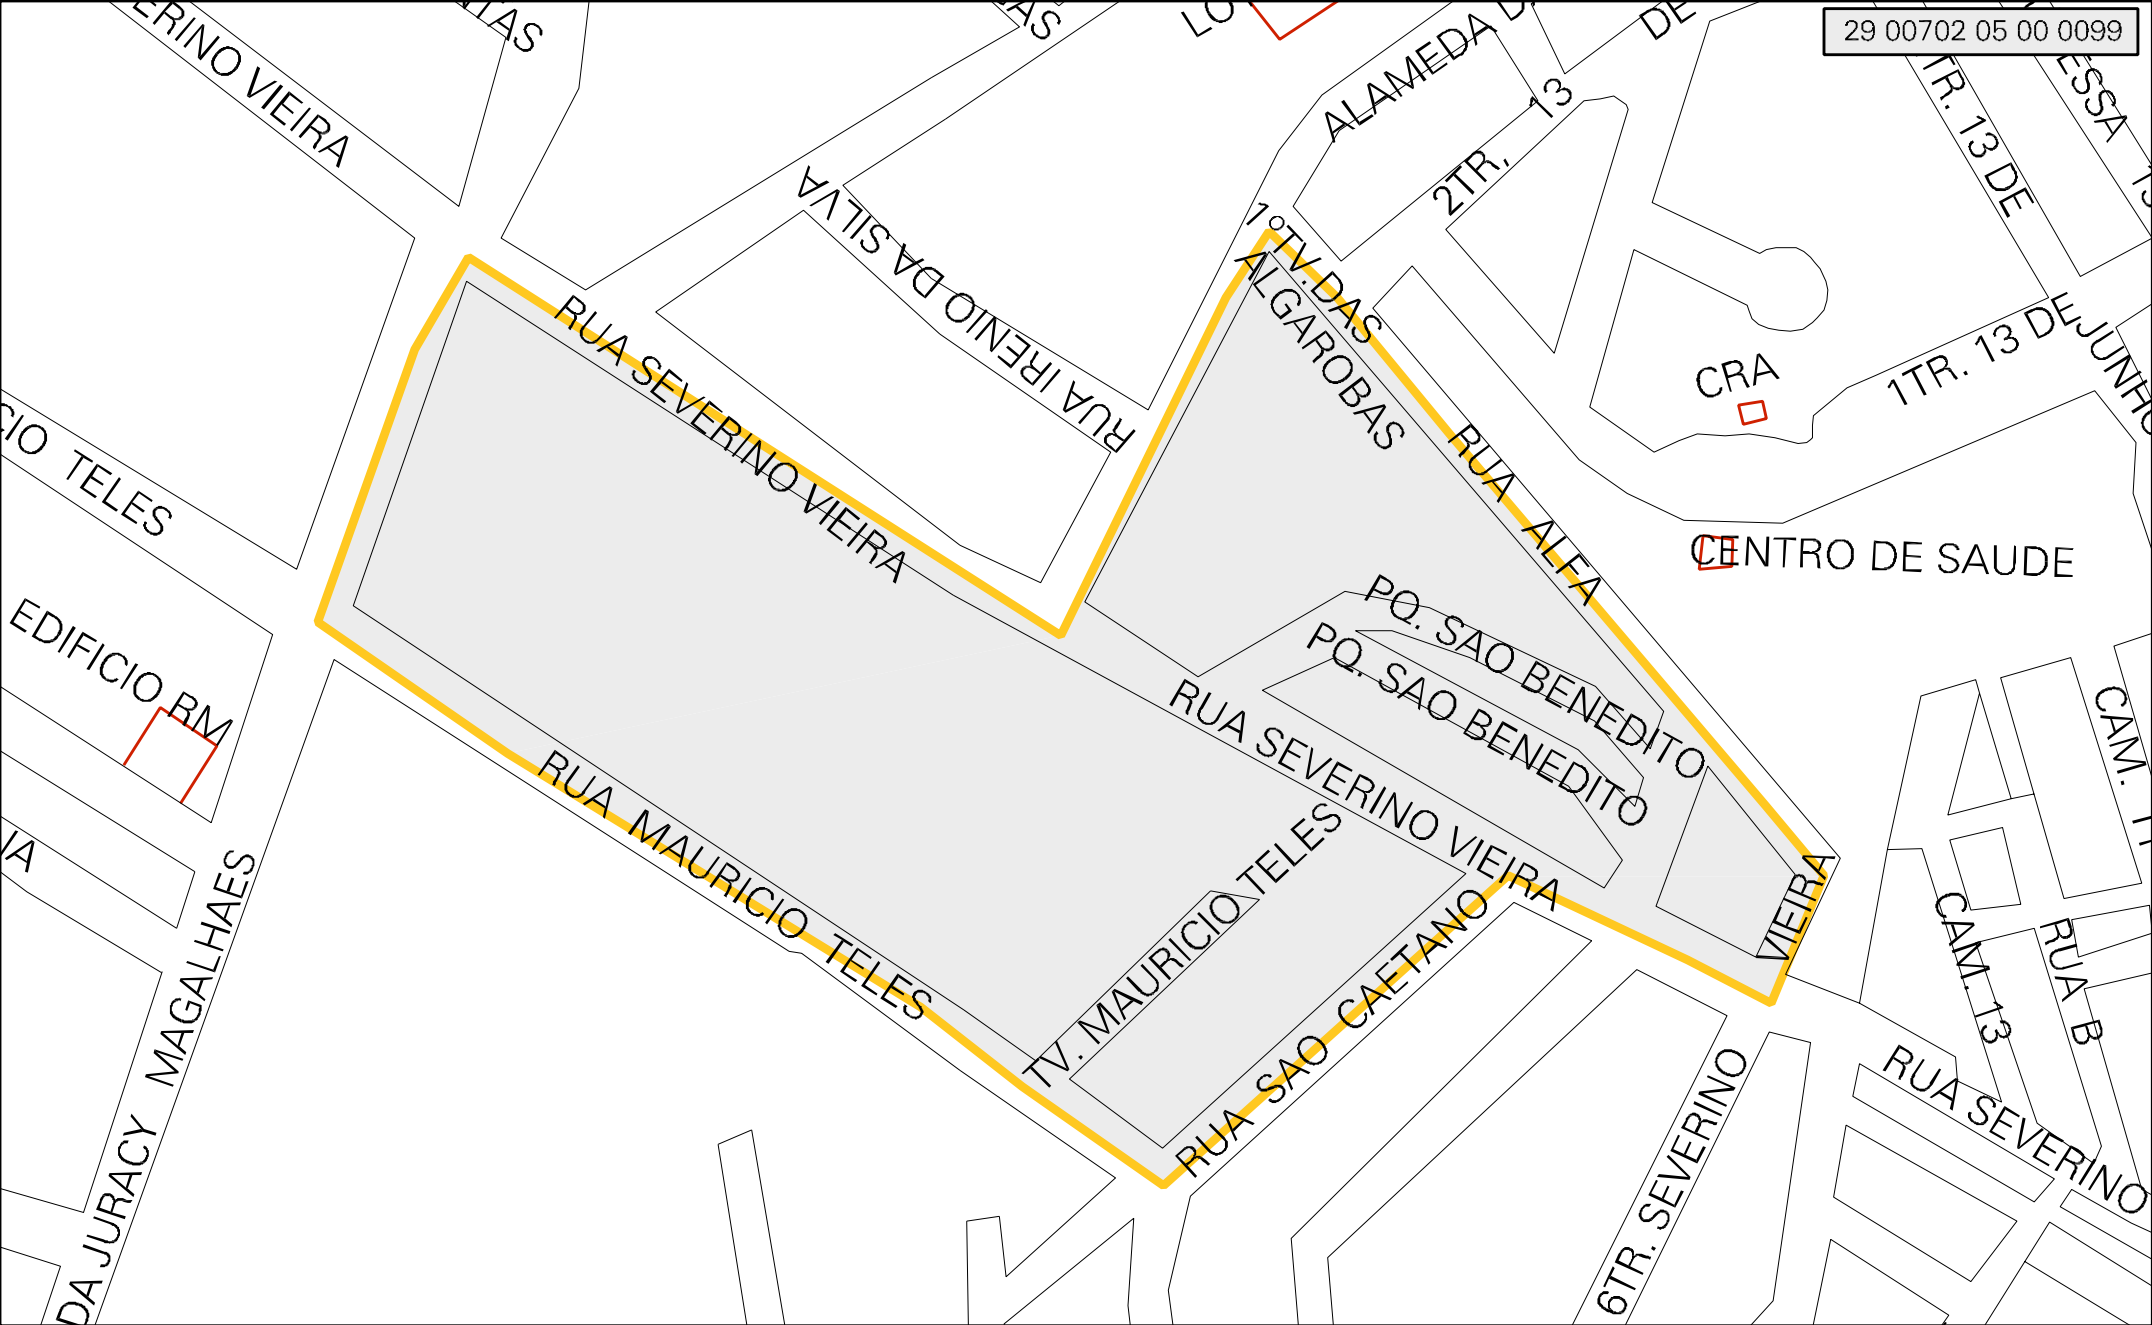 29 00702 05 00 0099
ERINO VIEIRA
ALAMEDA
2TR. 13
TR. 13 DE
ESSA
1ºTV.DAS
ALGAROBAS
RUA IRENIO DA SILVA
RUA SEVERINO VIEIRA
1TR. 13 DE JUNHO
CRA
CIO TELES
RUA ALFA
CENTRO DE SAUDE
EDIFICIO RM
PQ. SAO BENEDITO
PQ. SAO BENEDITO
RUA SEVERINO VIEIRA
CAM.
RUA MAURICIO TELES
TV. MAURICIO TELES
RUA SAO CAETANO
VIEIRA
CAM. 13
RUA B
DA JURACY MAGALHAES
6TR. SEVERINO
RUA SEVERINO